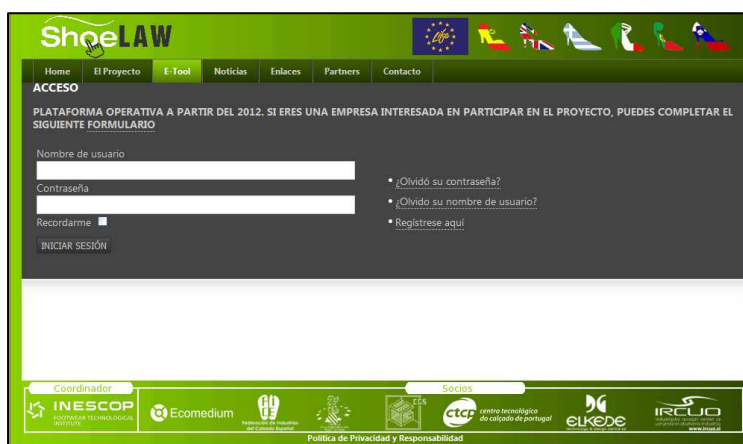 ShoeLAW
Life
Home El Proyecto E-Tool Noticias Enlaces Partners Contacto
ACCESO
PLATAFORMA OPERATIVA A PARTIR DEL 2012. SI ERES UNA EMPRESA INTERESADA EN PARTICIPAR EN EL PROYECTO, PUEDES COMPLETAR EL
SIGUIENTE FORMULARIO
Nombre de usuario
Contraseña
Recordarme
INICIAR SESIÓN
¿Olvidó su contraseña?
¿Olvido su nombre de usuario?
Regístrese aquí
Coordinador
Socios
INESCOP
FOOTWEAR TECHNOLOGICAL
INSTITUTE
Ecomedium
Federación de Industrias
del Calzado Español
CCS
ctcp
centro tecnológico
do calçado de portugal
ELKEDE
IRCUO
www.ircuo.si
Política de Privacidad y Responsabilidad